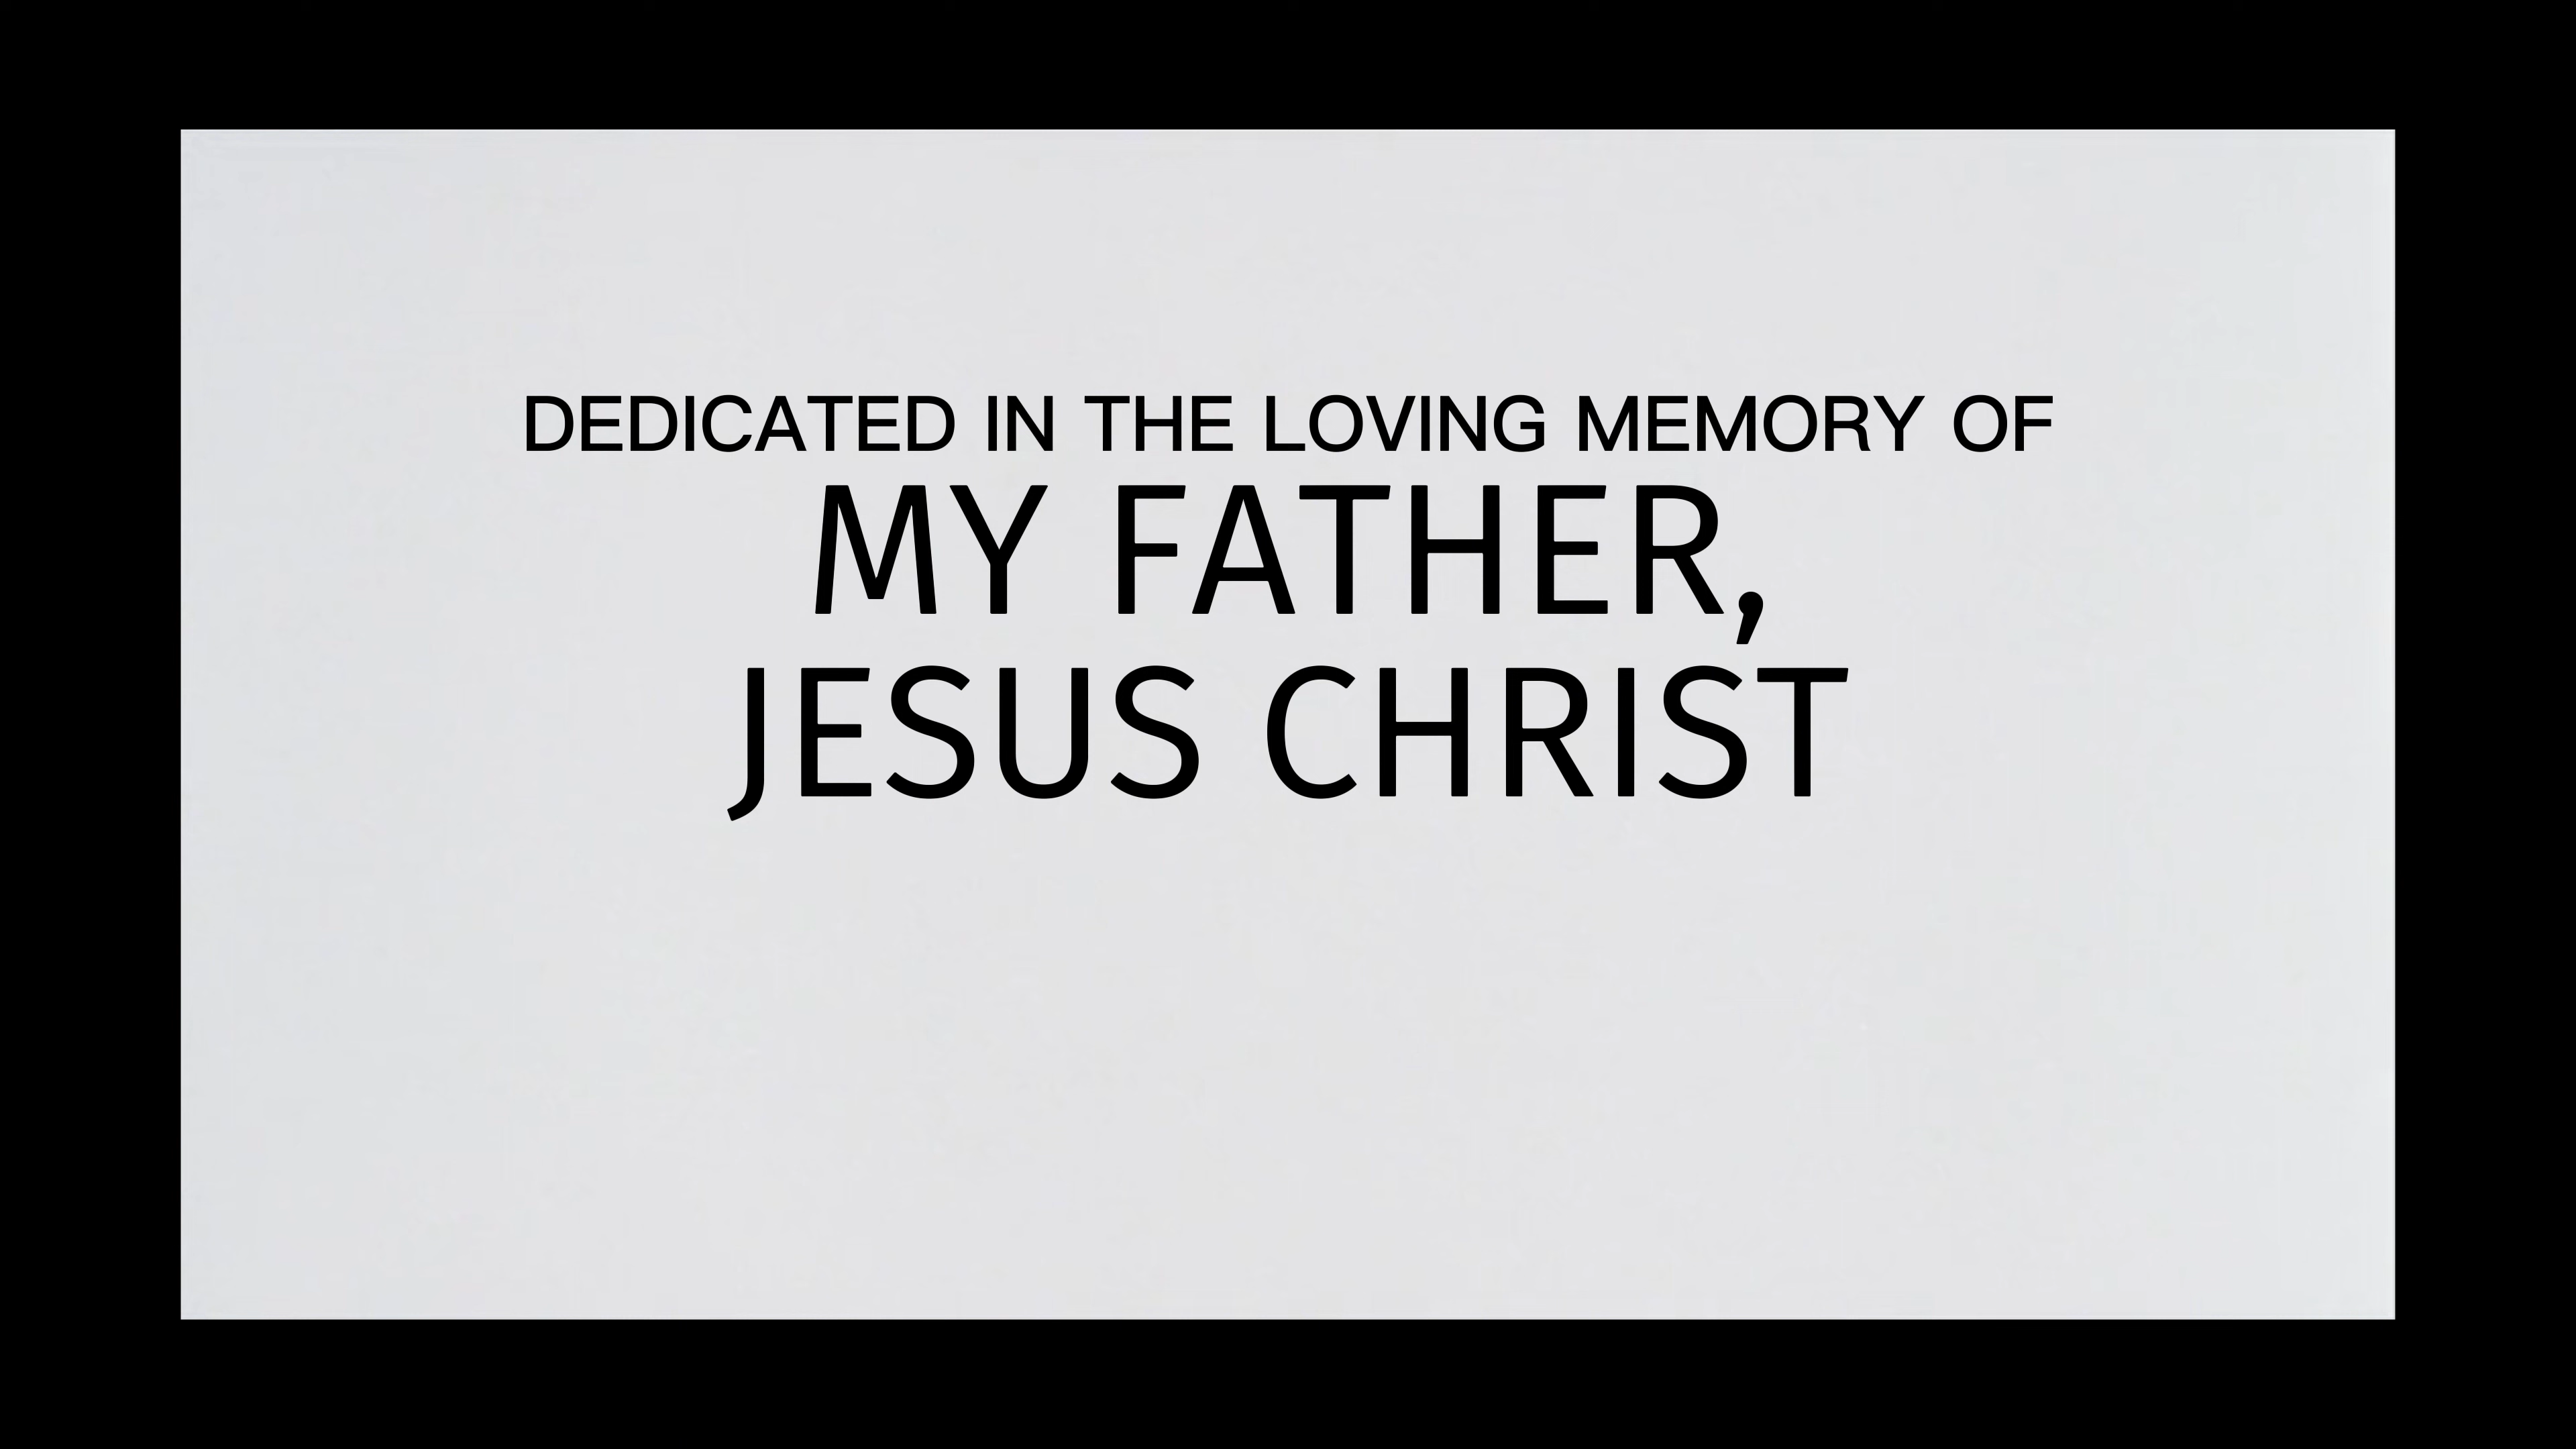 DEDICATED IN THE LOVING MEMORY OF
MY FATHER,
JESUS CHRIST